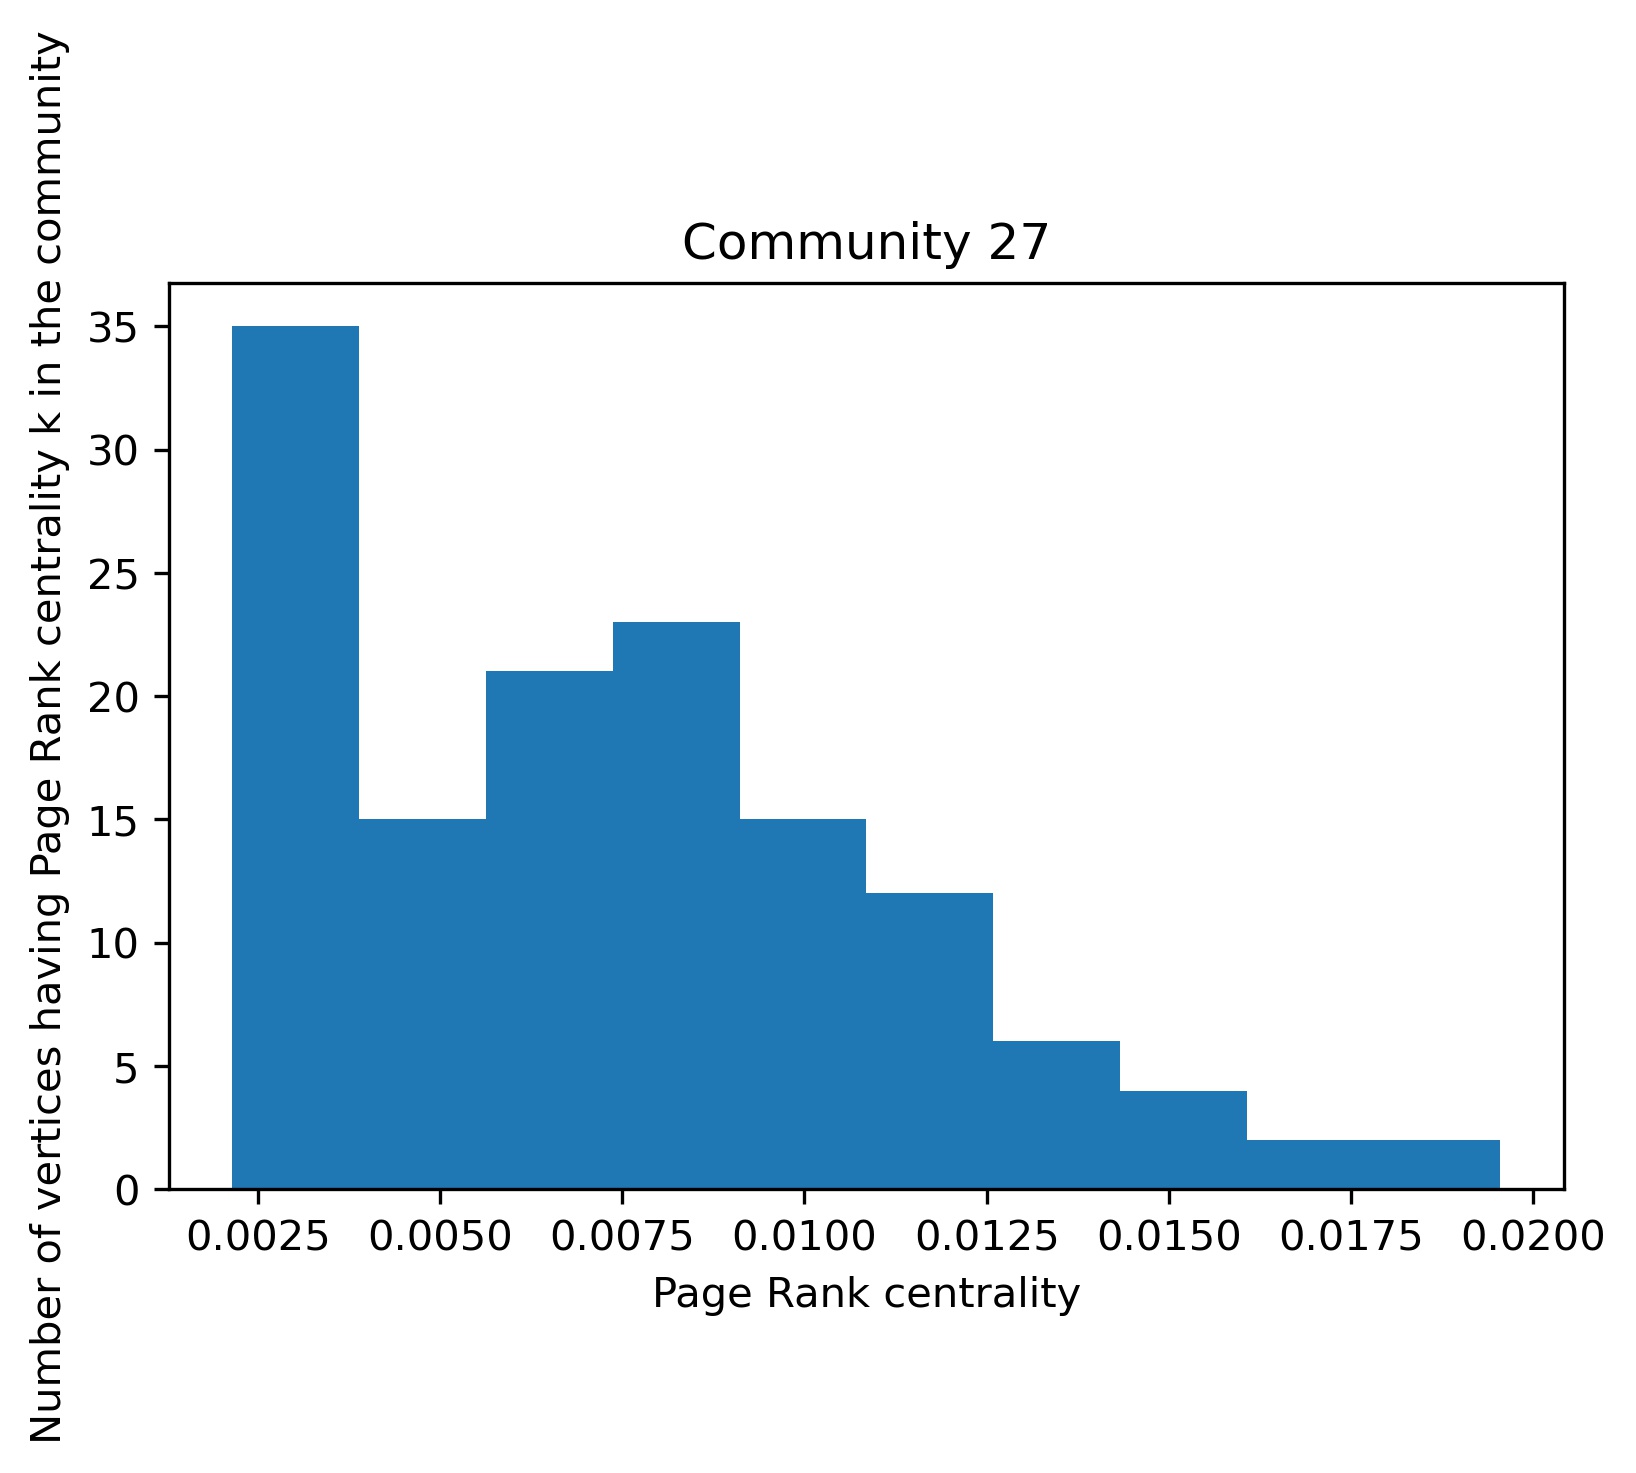 Community 27
Number of vertices having Page Rank centrality k in the community
35
30
25
20
15
10
5
0
0.0025 0.0050 0.0075 0.0100 0.0125 0.0150 0.0175 0.0200
Page Rank centrality